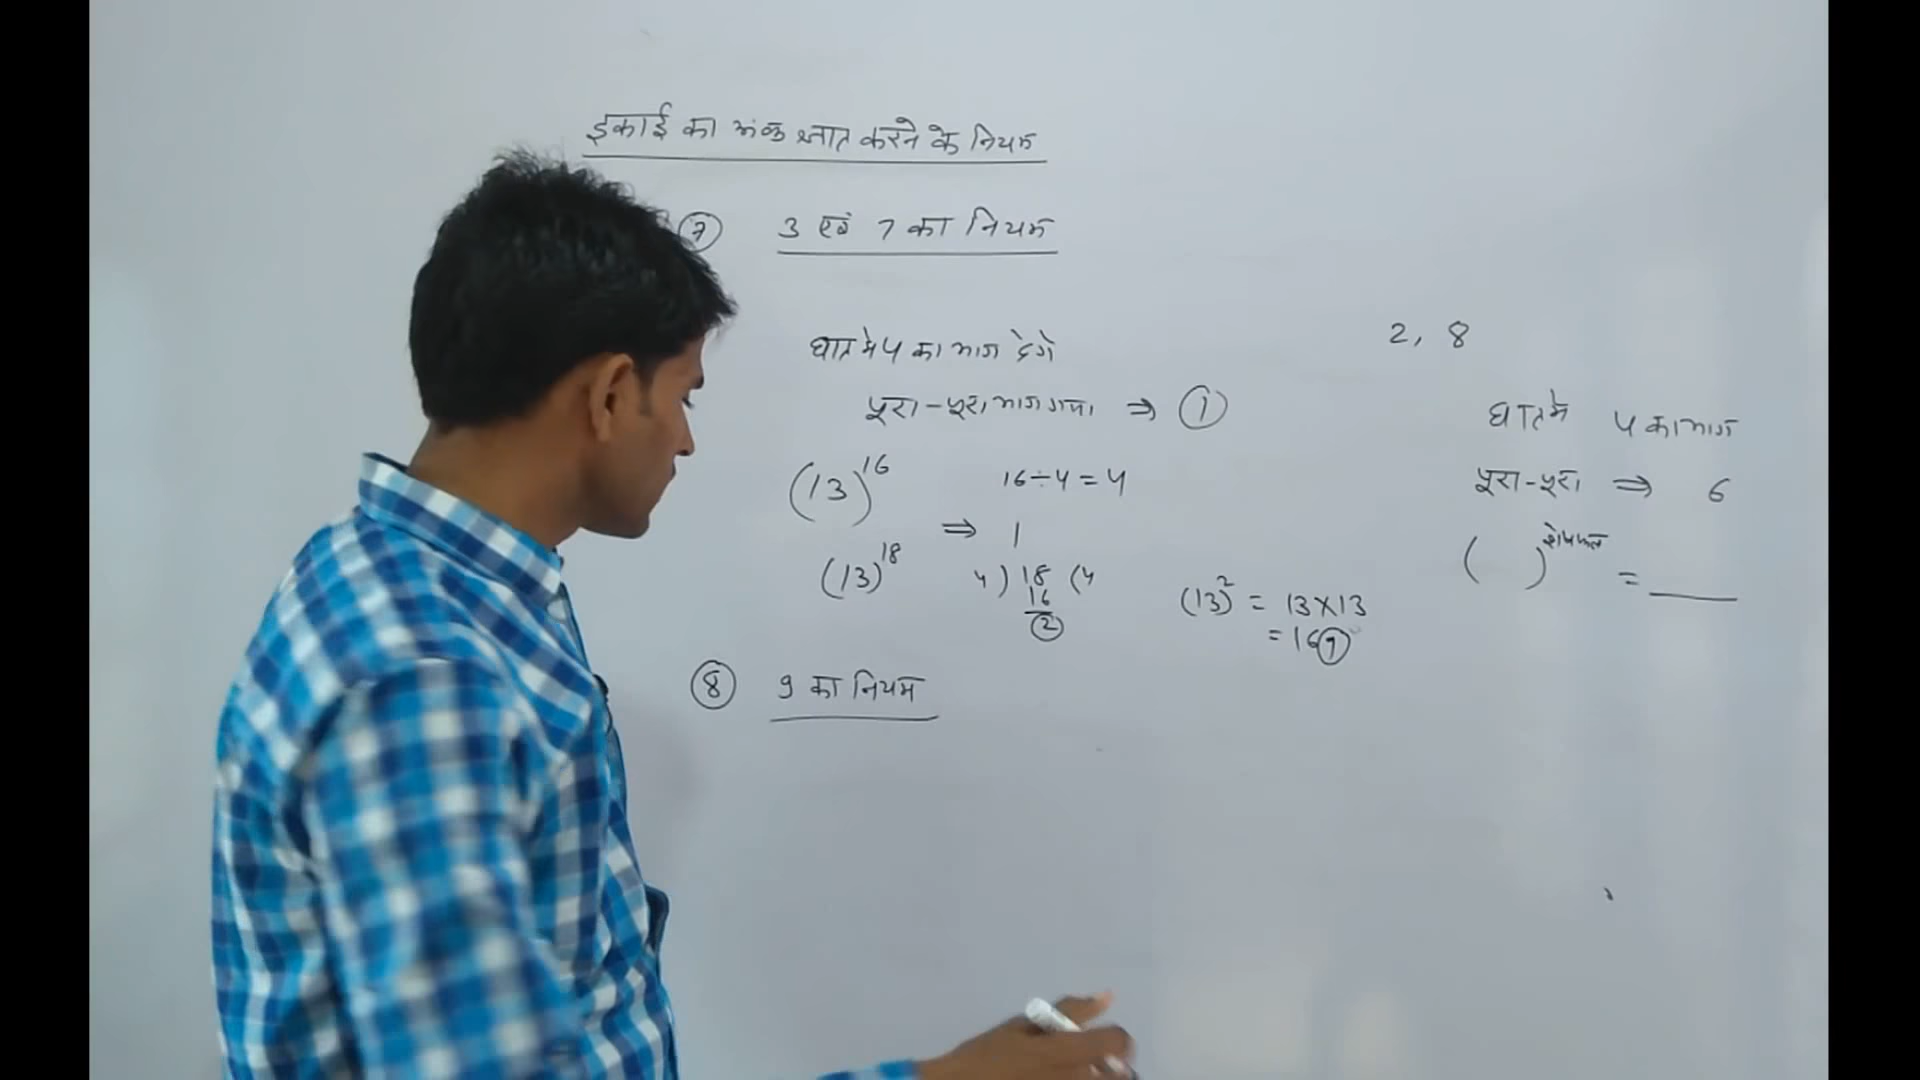 इकाई का अंक ज्ञात करने के नियम
7 3 एवं 7 का नियम
घात मे 4 का भाग देंगे
पूरा-पूरा भाग गया ⇒ 1
(13)^16 16÷4=4
⇒ 1
(13)^18 4)18(4
16
2
(13)^2 = 13×13
= 169
8 9 का नियम
2, 8
घात मे 4 का भाग
पूरा-पूरा ⇒ 6
( )^शेषफल = ____